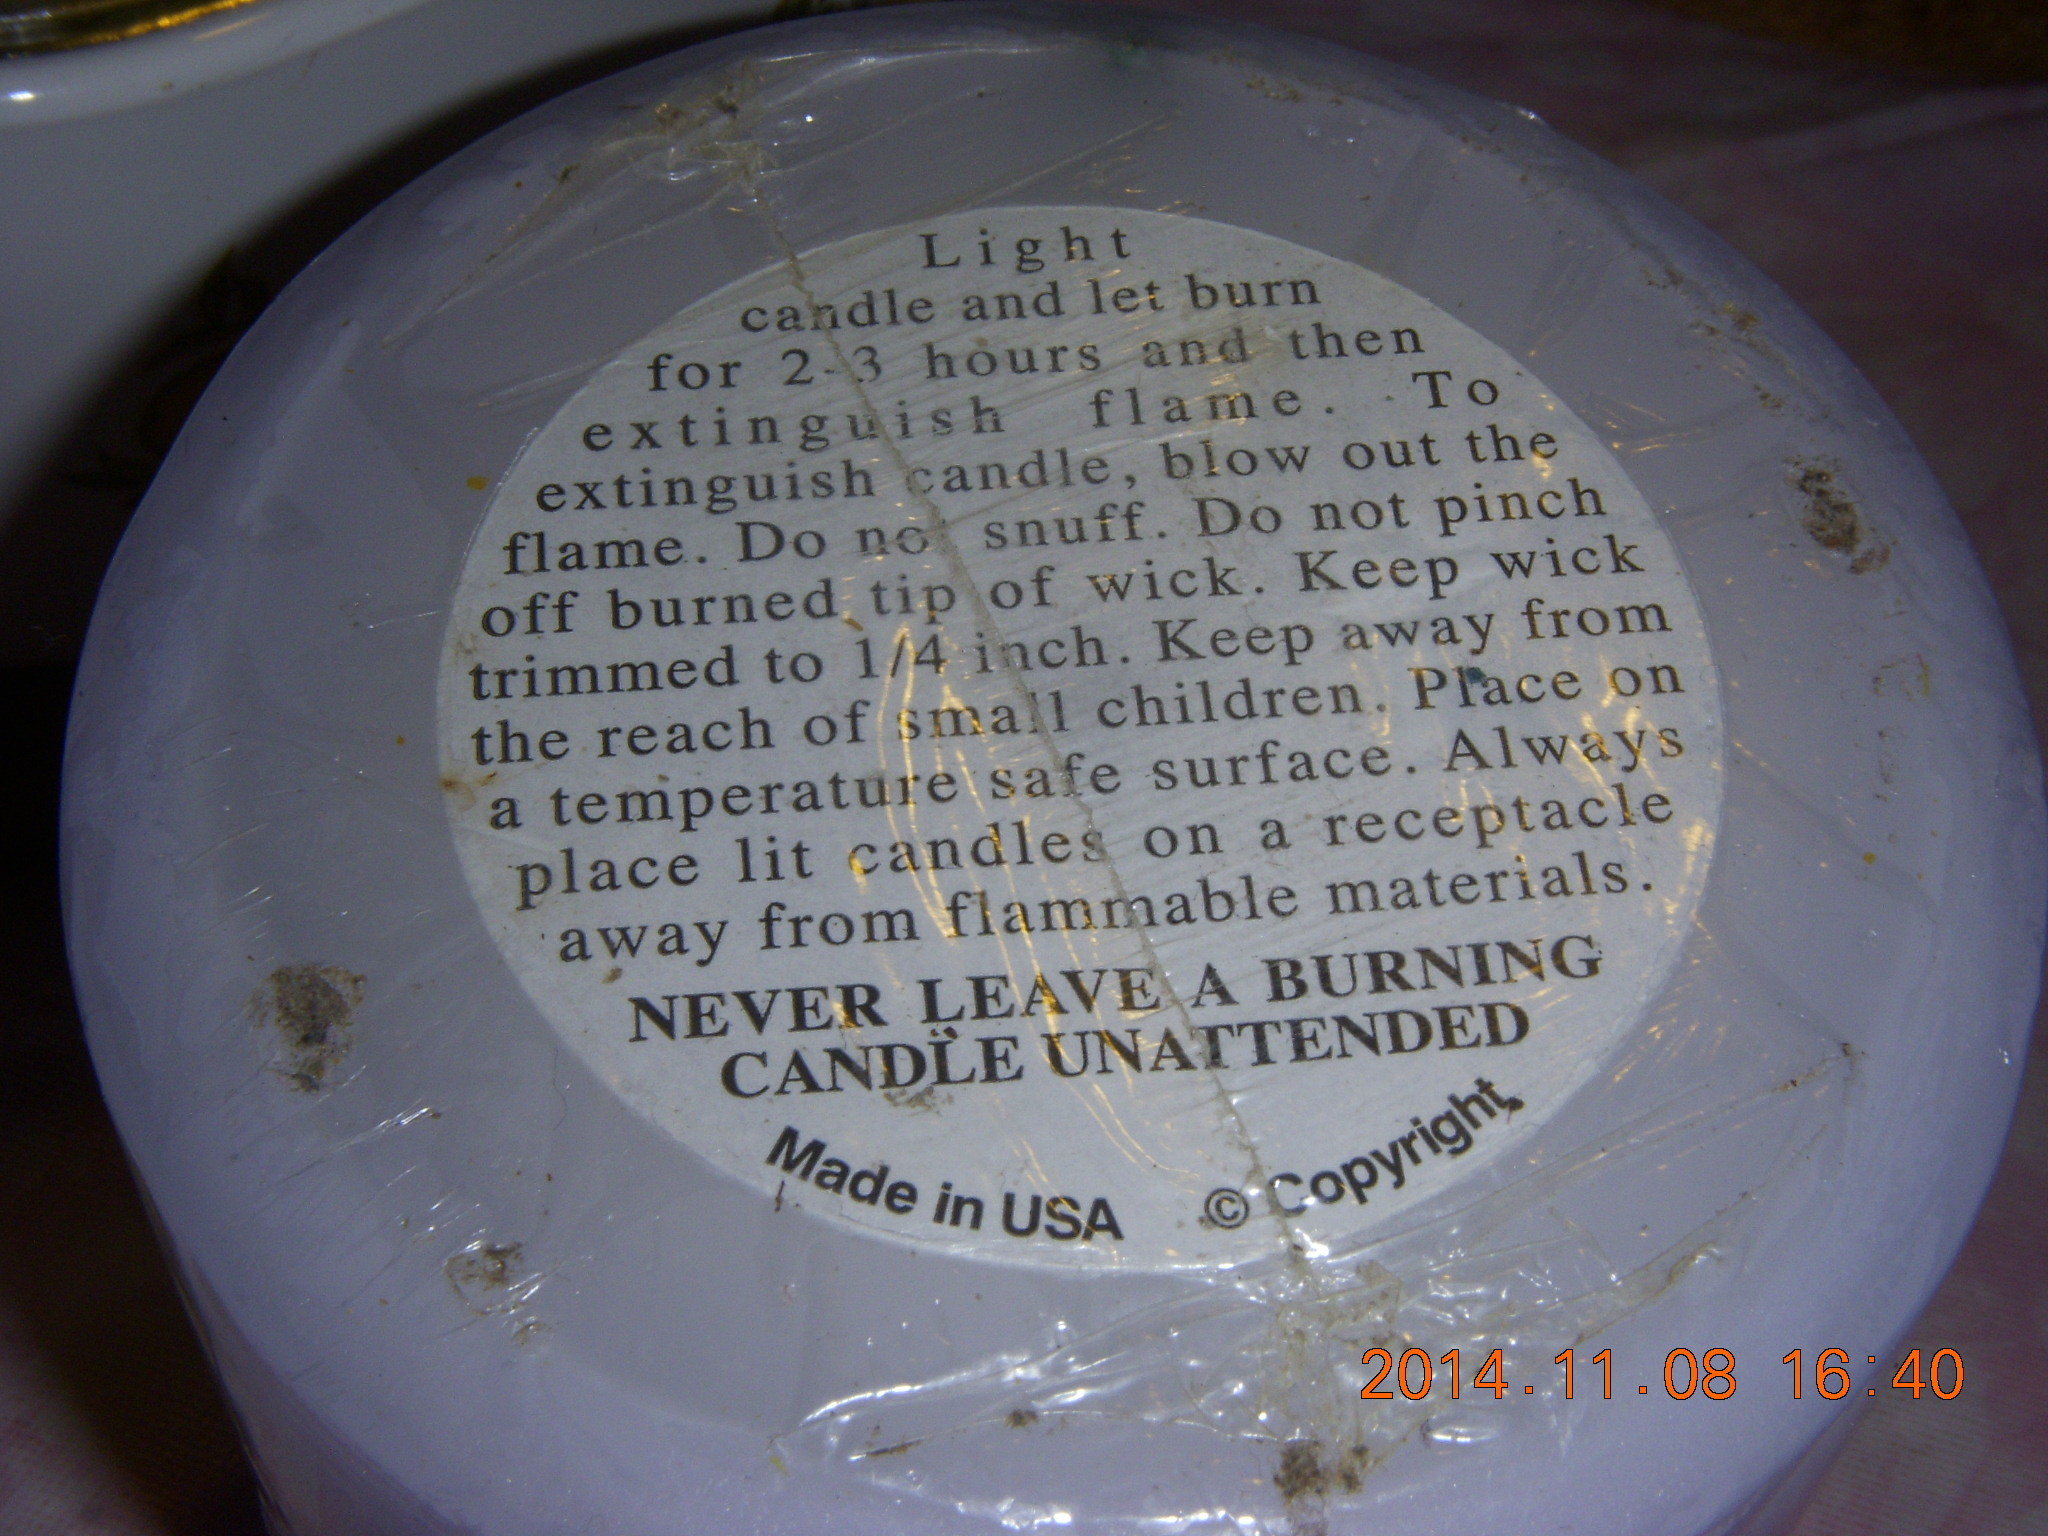 Light
candle and let burn
for 2-3 hours and then
extinguish flame. To
extinguish candle, blow out the
flame. Do not snuff. Do not pinch
off burned tip of wick. Keep wick
trimmed to 1/4 inch. Keep away from
the reach of small children. Place on
a temperature safe surface. Always
place lit candles on a receptacle
away from flammable materials.
NEVER LEAVE A BURNING
CANDLE UNATTENDED
Made in USA © Copyright
2014.11.08 16:40